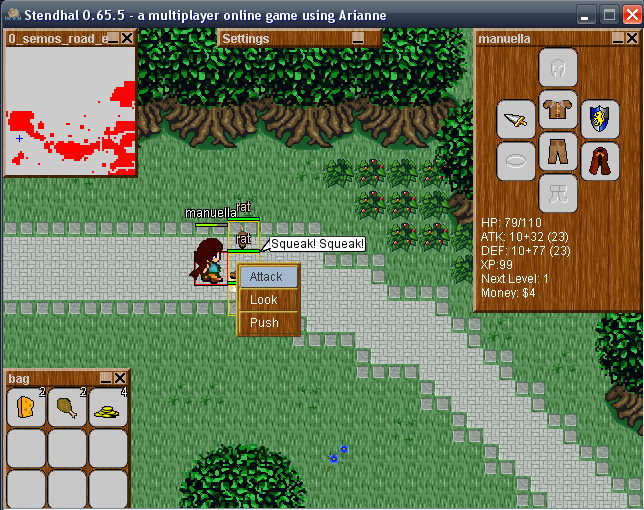 Stendhal 0.65.5 - a multiplayer online game using Arianne
0_semos_road_e
Settings
manuella
manuella
rat
rat
Squeak! Squeak!
Attack
Look
Push
HP: 79/110
ATK: 10+32 (23)
DEF: 10+77 (23)
XP:99
Next Level: 1
Money: $4
bag
2
2
4